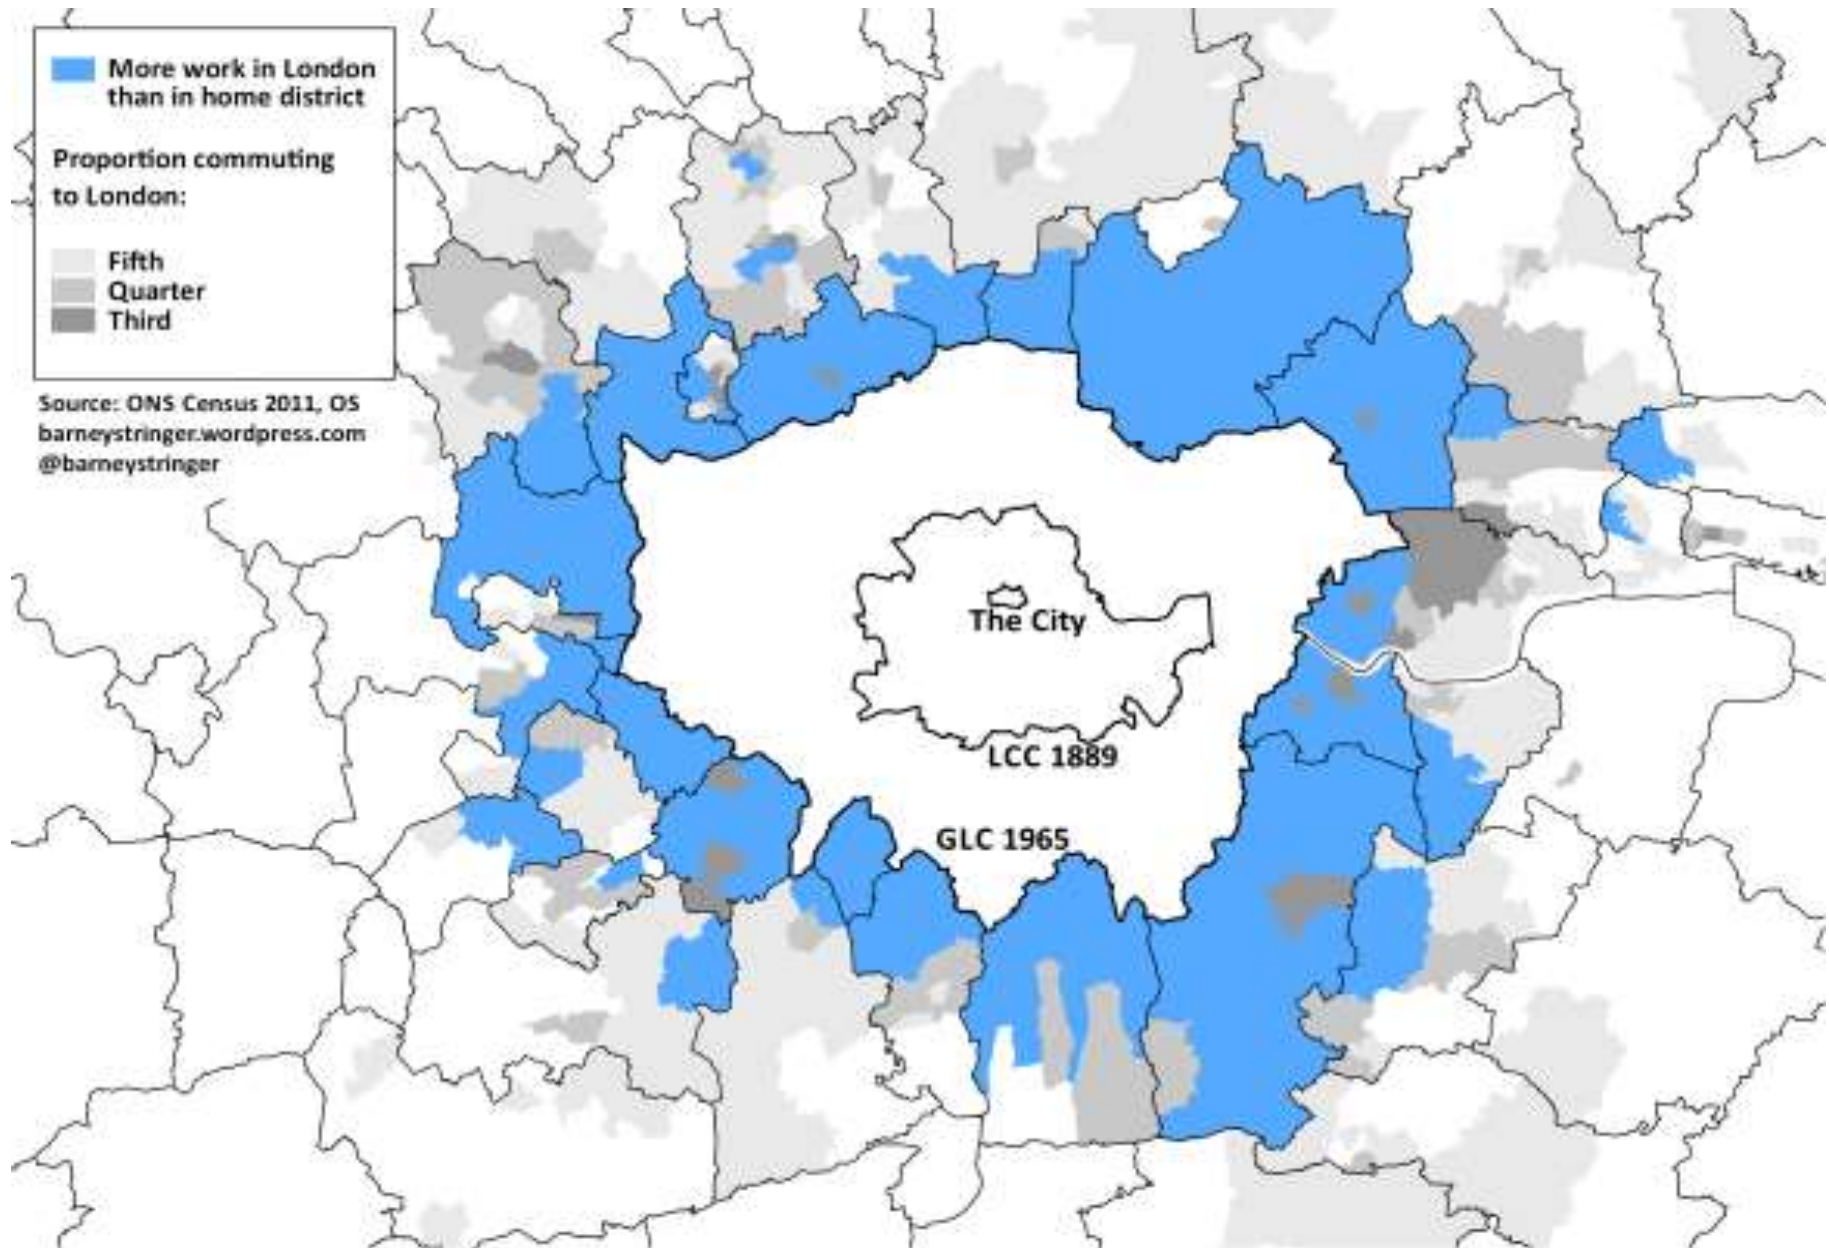 More work in London
than in home district
Proportion commuting
to London:
Fifth
Quarter
Third
Source: ONS Census 2011, OS
barneystringer.wordpress.com
@barneystringer
The City
LCC 1889
GLC 1965